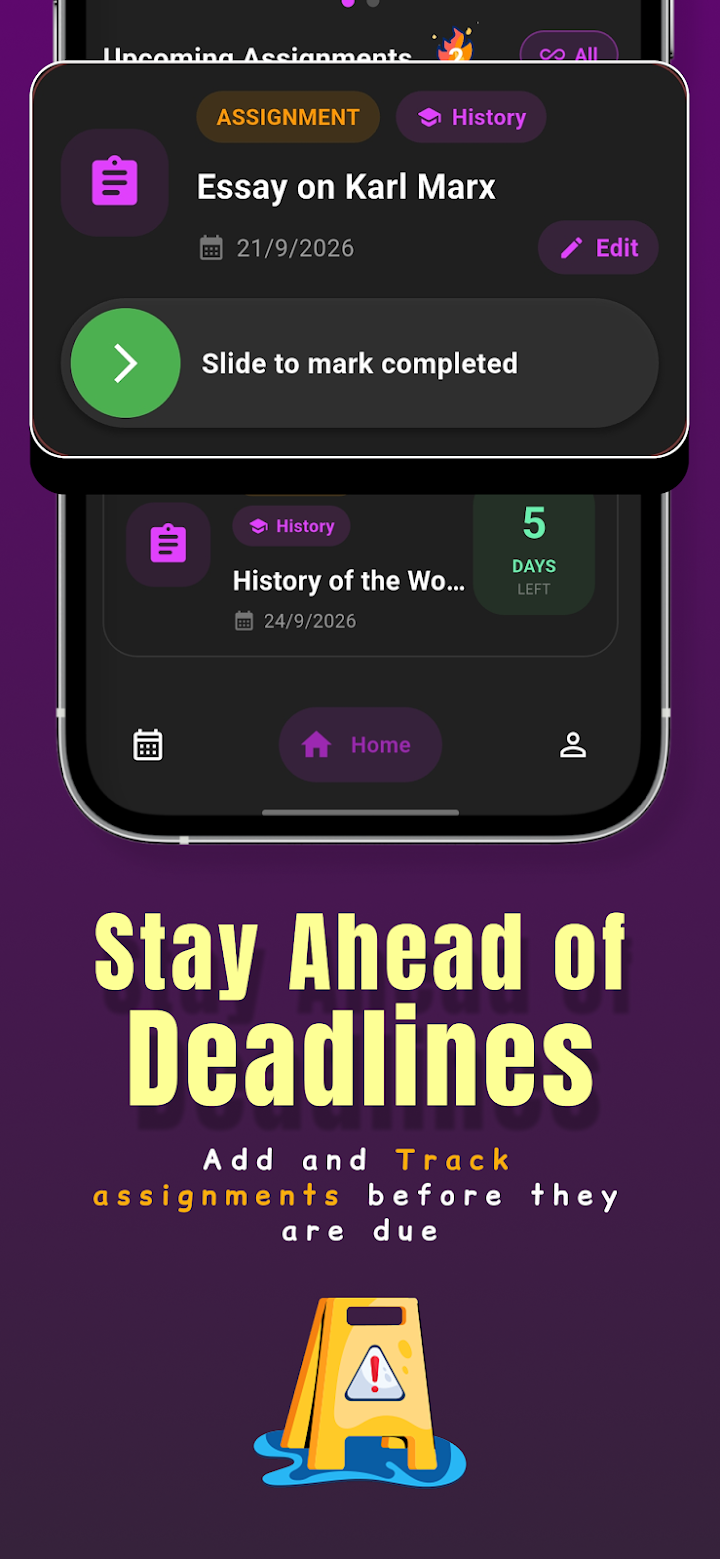 Upcoming Assignments
2
All
ASSIGNMENT
History
Essay on Karl Marx
21/9/2026
Edit
Slide to mark completed
History
5
DAYS
LEFT
History of the Wo...
24/9/2026
Home
Stay Ahead of
Deadlines
Add and Track
assignments before they
are due